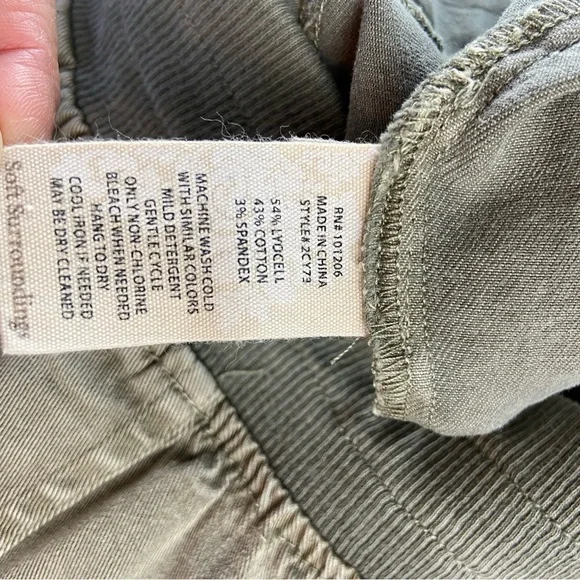 RN# 101206
MADE IN CHINA
STYLE# 2CY73
54% LYOCELL
43% COTTON
3% SPANDEX
MACHINE WASH COLD
WITH SIMILAR COLORS
MILD DETERGENT
GENTLE CYCLE
ONLY NON-CHLORINE
BLEACH WHEN NEEDED
HANG TO DRY
COOL IRON IF NEEDED
MAY BE DRY CLEANED
Soft Surroundings